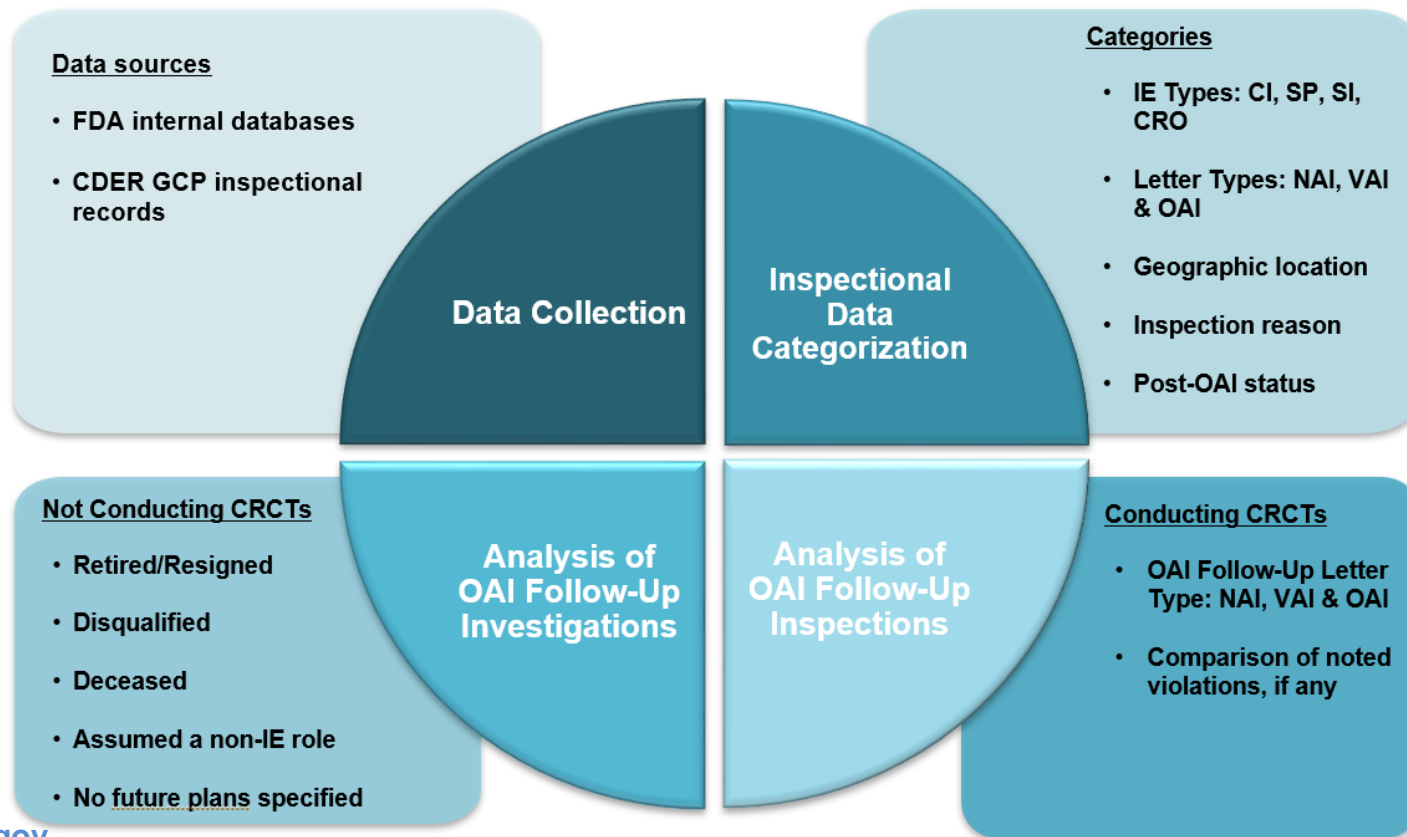 Data sources
• FDA internal databases
• CDER GCP inspectional
records
Data Collection
Categories
• IE Types: CI, SP, SI,
CRO
• Letter Types: NAI, VAI
& OAI
• Geographic location
• Inspection reason
• Post-OAI status
Inspectional
Data
Categorization
Not Conducting CRCTs
• Retired/Resigned
• Disqualified
• Deceased
• Assumed a non-IE role
• No future plans specified
Analysis of
OAI Follow-Up
Investigations
Analysis of
OAI Follow-Up
Inspections
Conducting CRCTs
• OAI Follow-Up Letter
Type: NAI, VAI & OAI
• Comparison of noted
violations, if any